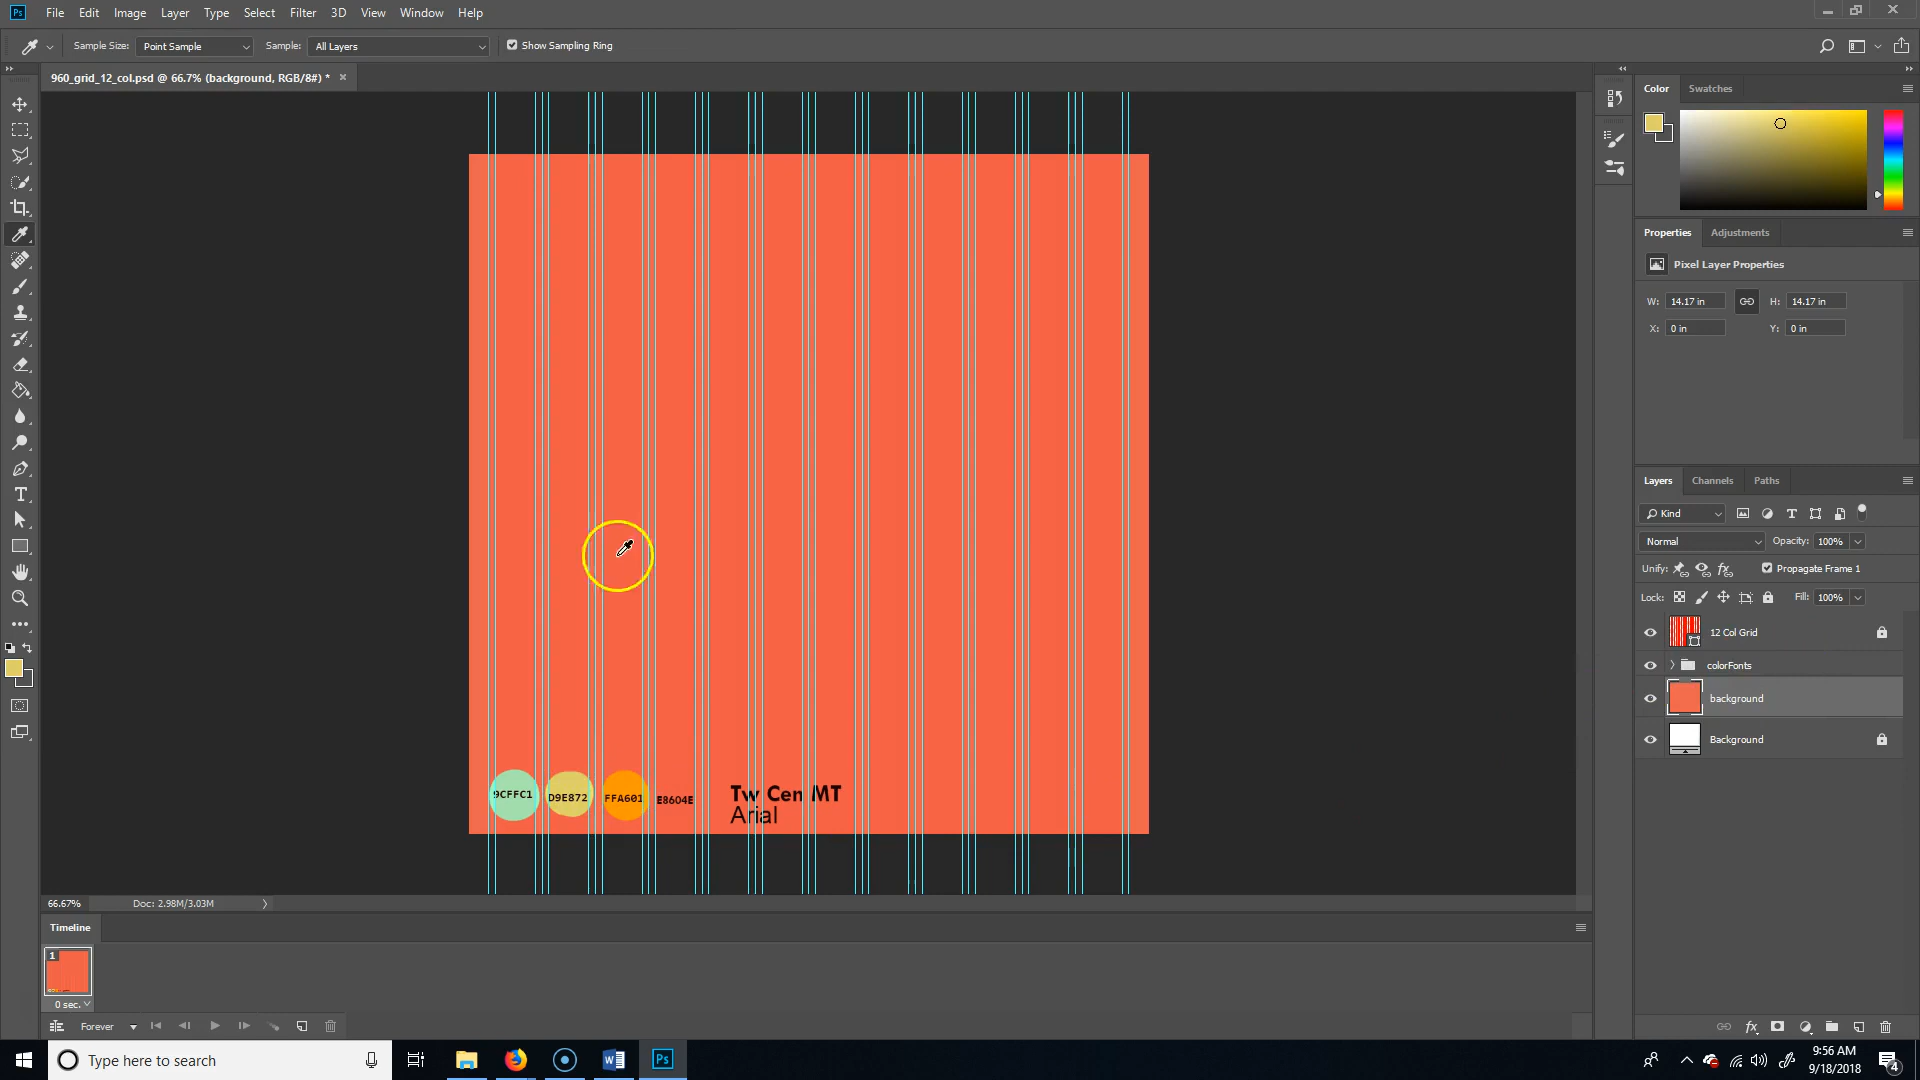 Ps File Edit Image Layer Type Select Filter 3D View Window Help
Sample Size: Point Sample Sample: All Layers Show Sampling Ring
960_grid_12_col.psd @ 66.7% (background, RGB/8#) * ×
Color Swatches
Properties Adjustments
Pixel Layer Properties
W: 14.17 in H: 14.17 in
X: 0 in Y: 0 in
Layers Channels Paths
Kind
Normal Opacity: 100%
Unify: Propagate Frame 1
Lock: Fill: 100%
12 Col Grid
colorFonts
background
Background
9CFFC1 D9E872 FFA601 E8604E
Tw Cen MT
Arial
66.67% Doc: 2.98M/3.03M
Timeline
1
0 sec.
Forever
Type here to search
Ps
9:56 AM
9/18/2018
4